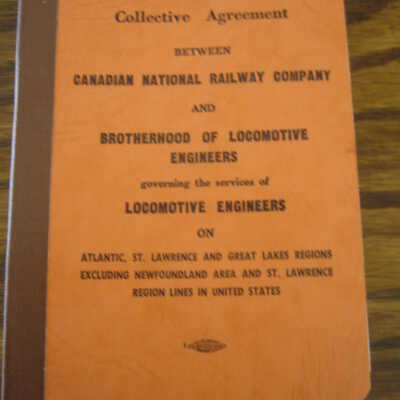 Collective Agreement
BETWEEN
CANADIAN NATIONAL RAILWAY COMPANY
AND
BROTHERHOOD OF LOCOMOTIVE
ENGINEERS
governing the services of
LOCOMOTIVE ENGINEERS
ON
ATLANTIC, ST. LAWRENCE AND GREAT LAKES REGIONS
EXCLUDING NEWFOUNDLAND AREA AND ST. LAWRENCE
REGION LINES IN UNITED STATES